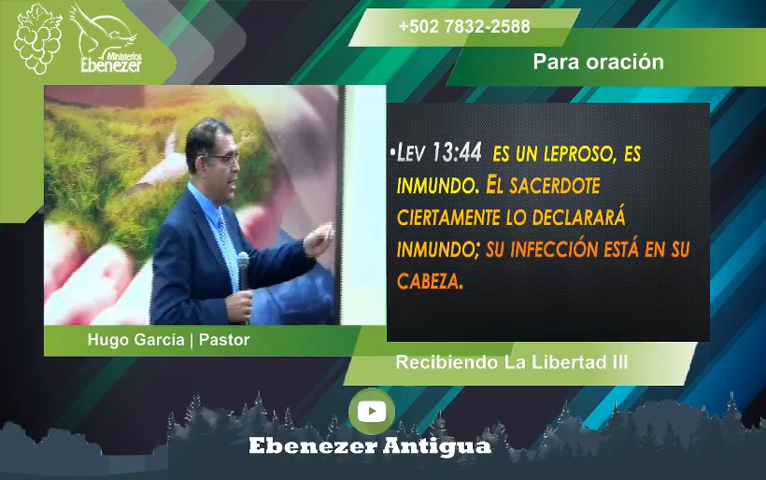 Ministerios
Ebenezer
+502 7832-2588
Para oración
•Lev 13:44 ES UN LEPROSO, ES
INMUNDO. EL SACERDOTE
CIERTAMENTE LO DECLARARÁ
INMUNDO; SU INFECCIÓN ESTÁ EN SU
CABEZA.
Hugo García | Pastor
Recibiendo La Libertad III
Ebenezer Antigua